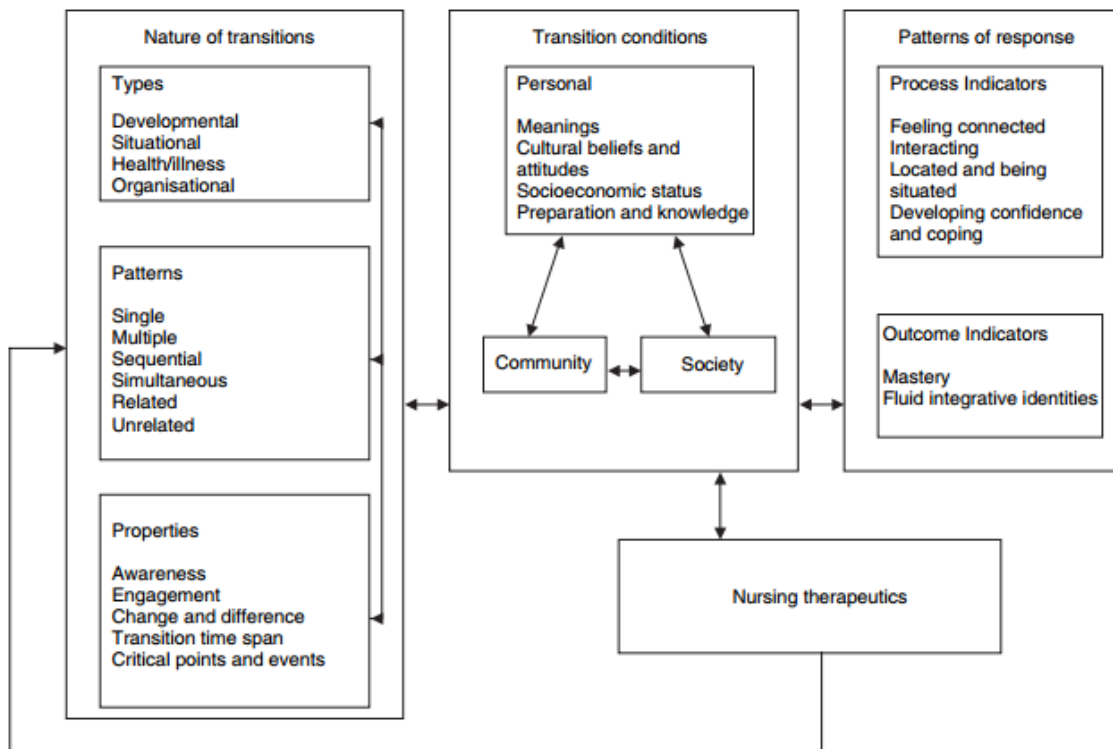 Nature of transitions
Types
Developmental
Situational
Health/illness
Organisational
Patterns
Single
Multiple
Sequential
Simultaneous
Related
Unrelated
Properties
Awareness
Engagement
Change and difference
Transition time span
Critical points and events
Transition conditions
Personal
Meanings
Cultural beliefs and
attitudes
Socioeconomic status
Preparation and knowledge
Community
Society
Patterns of response
Process Indicators
Feeling connected
Interacting
Located and being
situated
Developing confidence
and coping
Outcome Indicators
Mastery
Fluid integrative identities
Nursing therapeutics